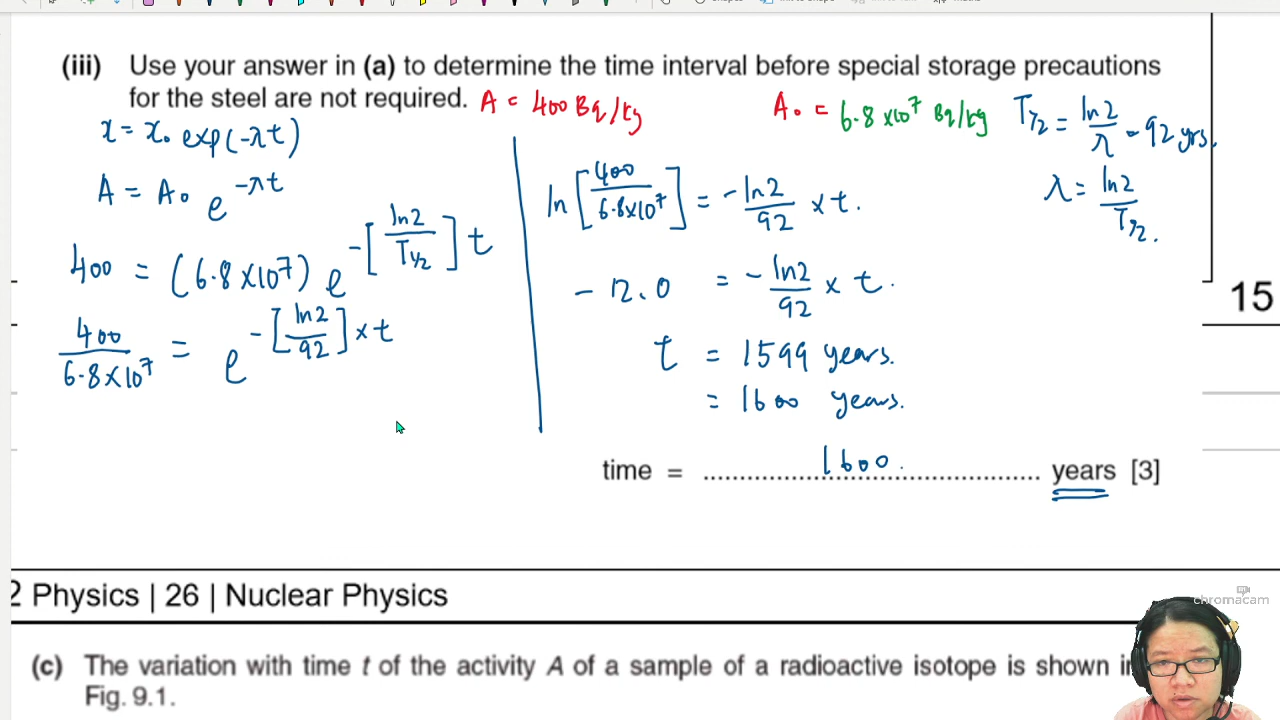 (iii) Use your answer in (a) to determine the time interval before special storage precautions
for the steel are not required. A = 400 Bq/kg
A₀ = 6.8 x10⁷ Bq/kg
T½ = ln2/λ = 92 yrs.
λ = ln2/T½.
x = x₀ exp(-λt)
A = A₀ e^-λt
400 = (6.8 x10⁷) e^-[ln2/T½] t
400/6.8x10⁷ = e^-[ln2/92] x t
ln [400/6.8x10⁷] = -ln2/92 x t.
- 12.0 = -ln2/92 x t.
t = 1599 years.
= 1600 years.
time = 1600. years [3]
15
2 Physics | 26 | Nuclear Physics
chromacam
(c) The variation with time t of the activity A of a sample of a radioactive isotope is shown
Fig. 9.1.